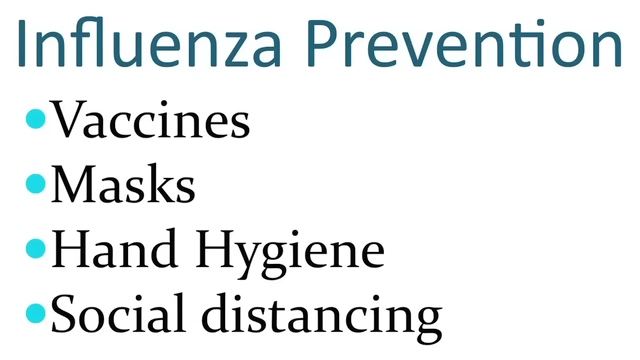 Influenza Prevention
•Vaccines
•Masks
•Hand Hygiene
•Social distancing